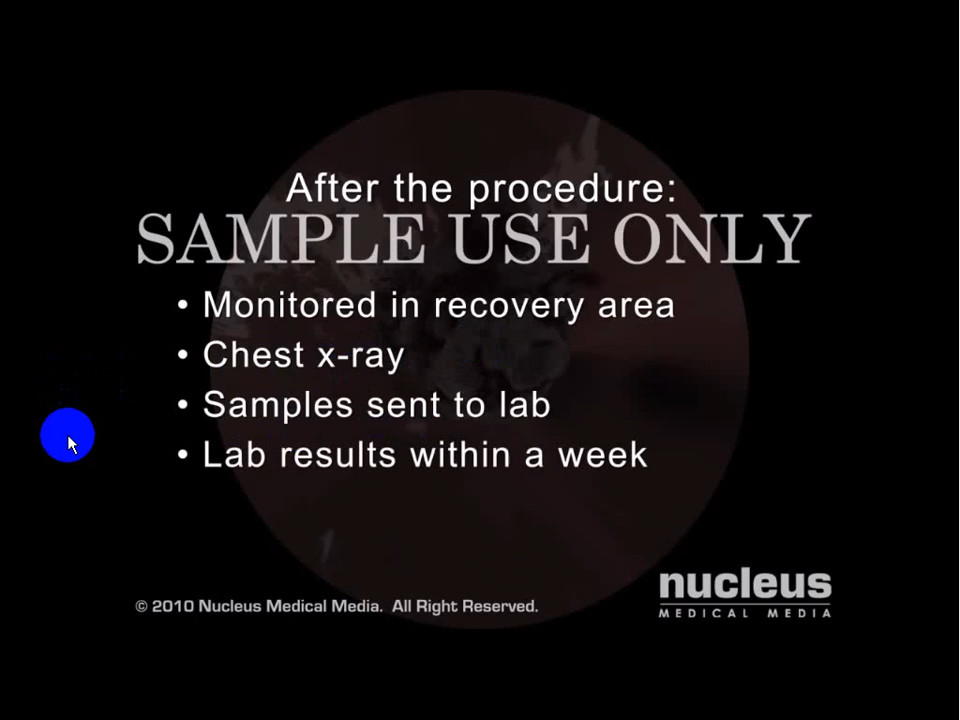 After the procedure:
SAMPLE USE ONLY
• Monitored in recovery area
• Chest x-ray
• Samples sent to lab
• Lab results within a week
© 2010 Nucleus Medical Media. All Right Reserved.
nucleus
MEDICAL MEDIA